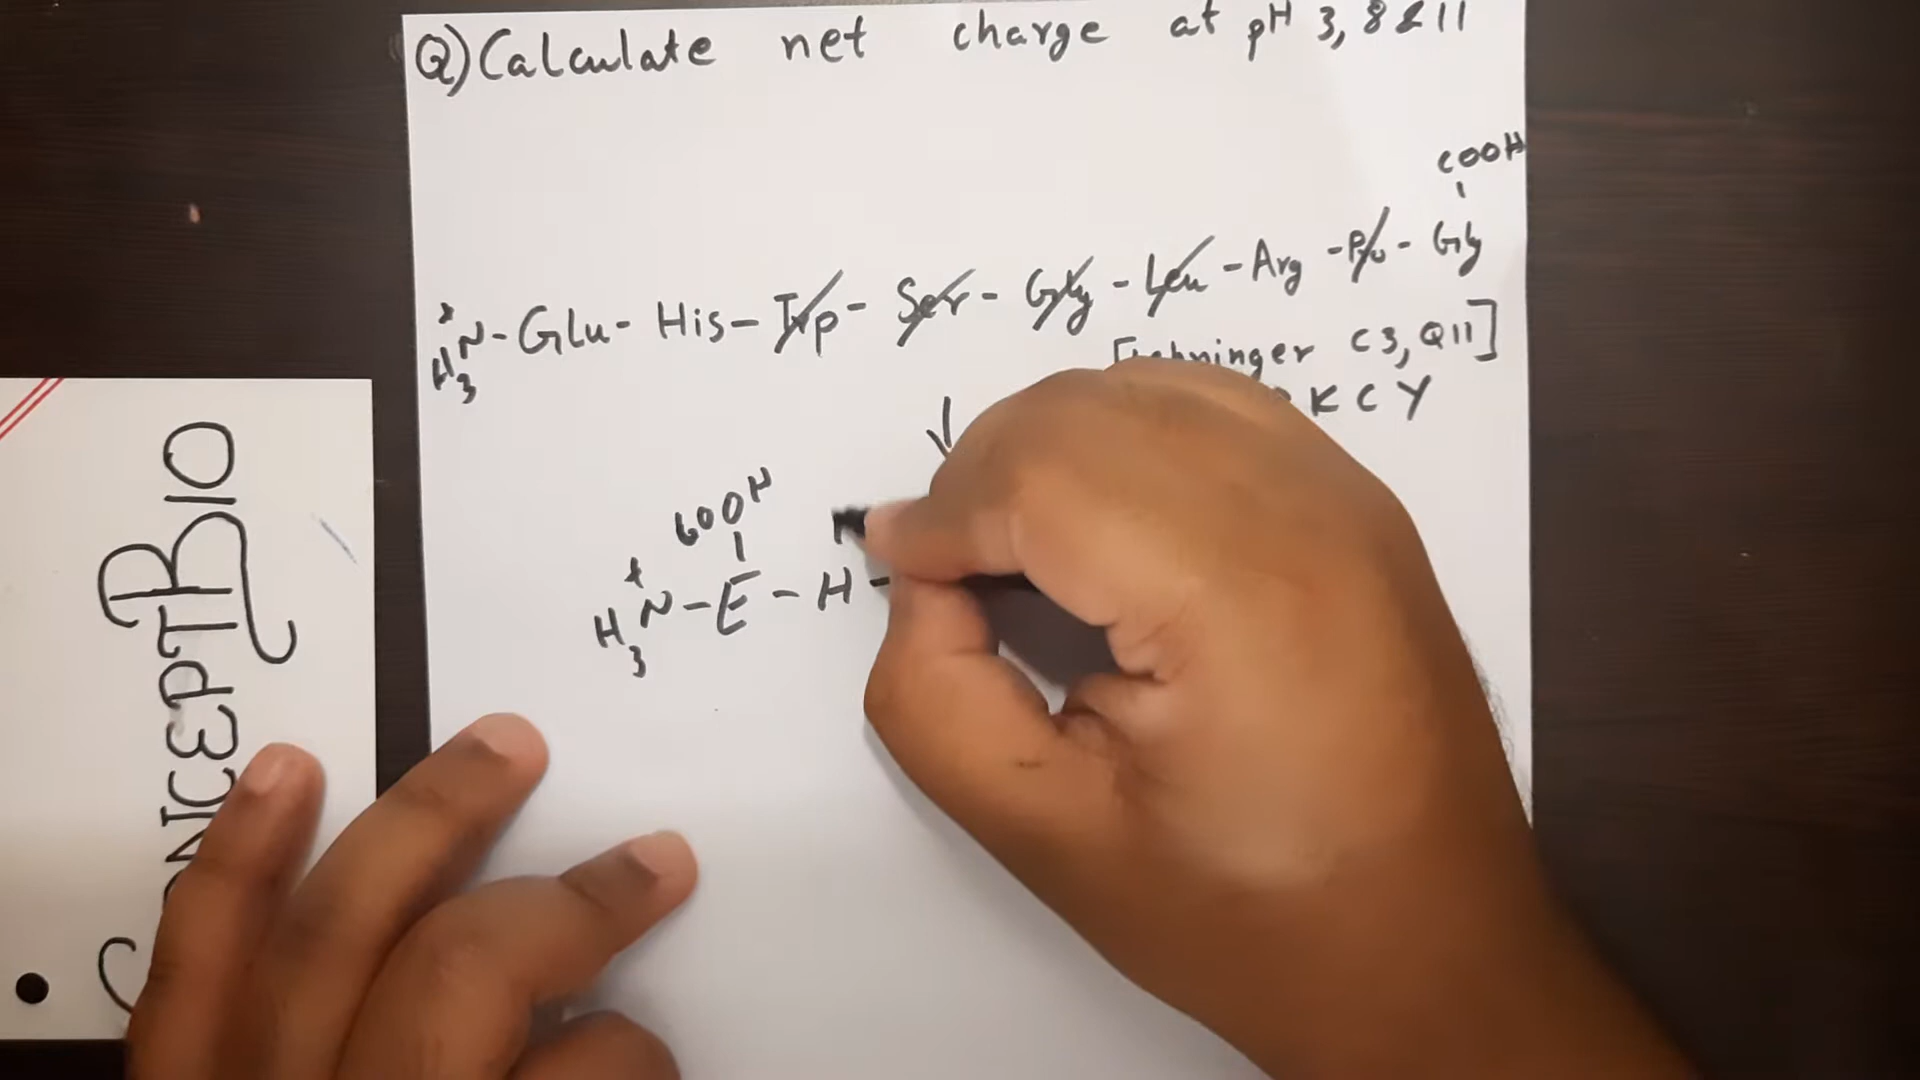 Q) Calculate net charge at pH 3, 8 & 11
COOH
H3N+ - Glu - His - Trp - Ser - Gly - Leu - Arg - Pro - Gly
C3, Q11]
K C Y
COOH
H3N+ - E - H -
CONCEPTBIO